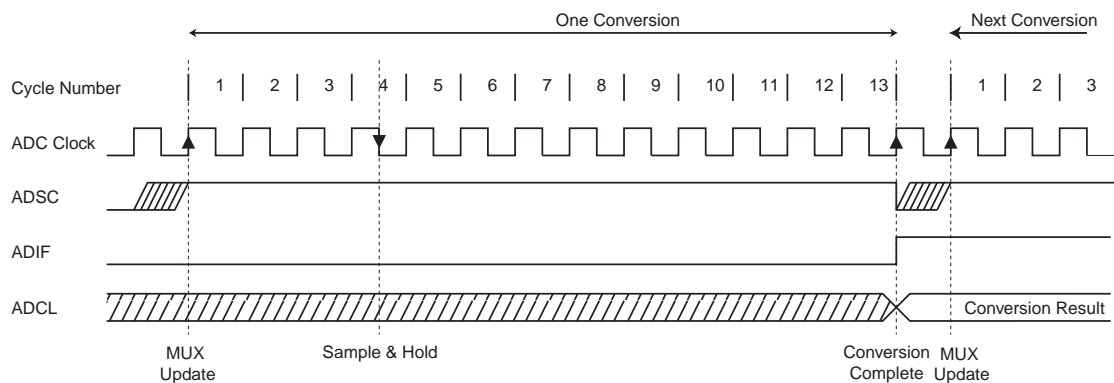 One Conversion Next Conversion
Cycle Number 1 2 3 4 5 6 7 8 9 10 11 12 13 1 2 3
ADC Clock
ADSC
ADIF
ADCL Conversion Result
MUX Update
Sample & Hold
Conversion Complete
MUX Update